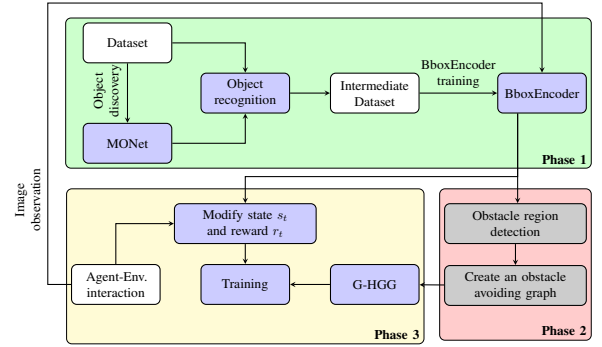 Dataset
Object
discovery
MONet
Object
recognition
Intermediate
Dataset
BboxEncoder
training
BboxEncoder
Phase 1
Image
observation
Modify state s_t
and reward r_t
Agent-Env.
interaction
Training
G-HGG
Phase 3
Obstacle region
detection
Create an obstacle
avoiding graph
Phase 2